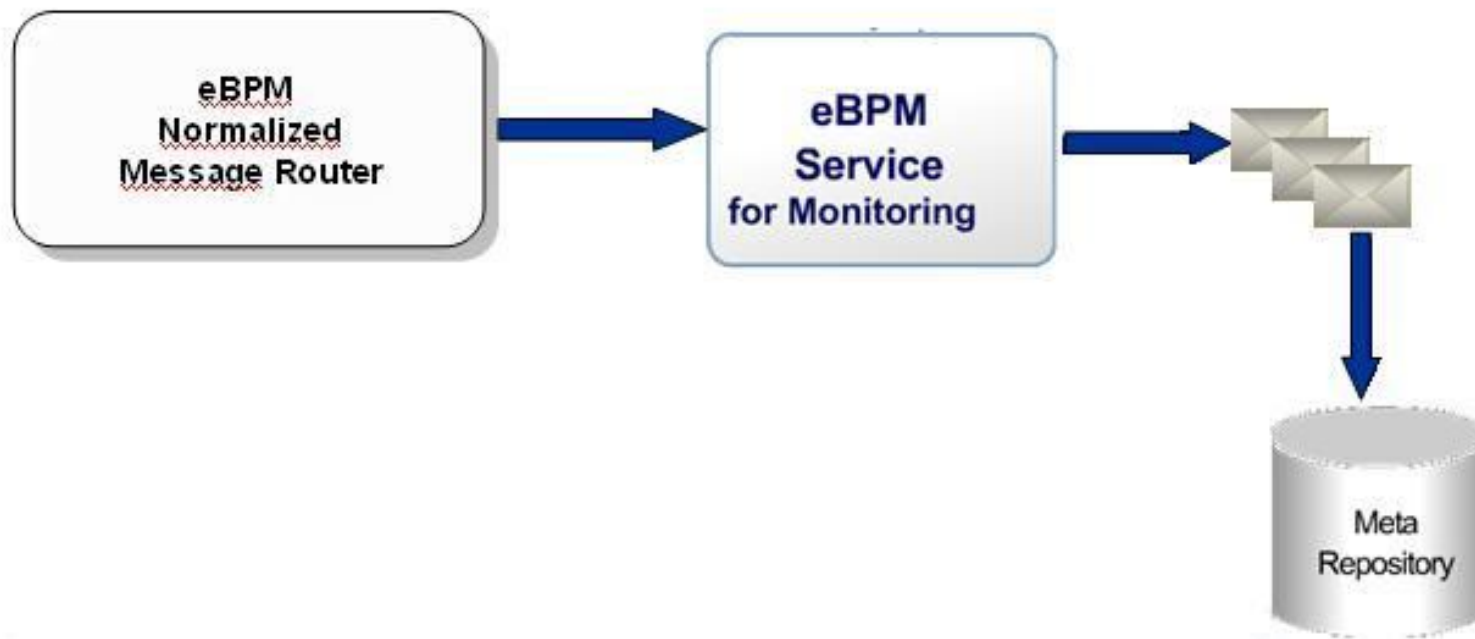 eBPM
Normalized
Message Router
eBPM
Service
for Monitoring
Meta
Repository